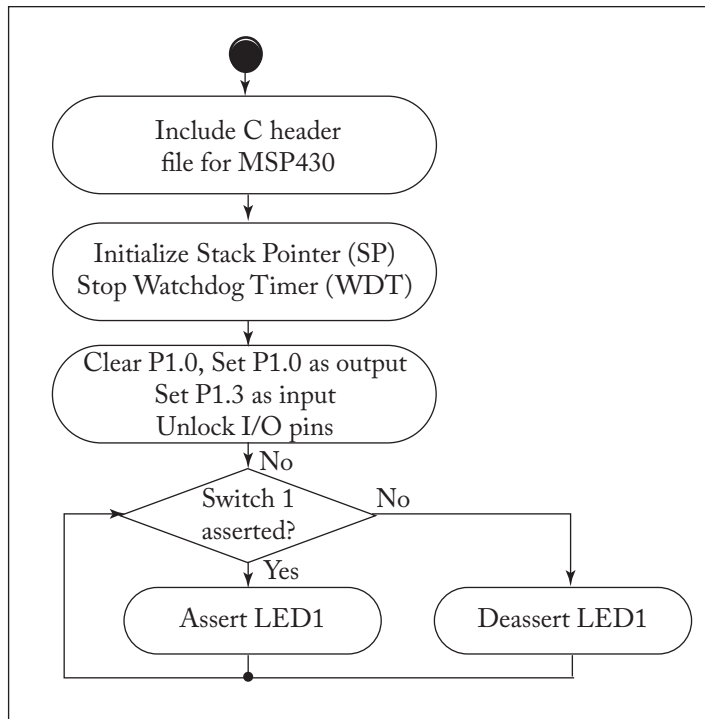 Include C header
file for MSP430
Initialize Stack Pointer (SP)
Stop Watchdog Timer (WDT)
Clear P1.0, Set P1.0 as output
Set P1.3 as input
Unlock I/O pins
No
Switch 1
asserted?
No
Yes
Assert LED1
Deassert LED1